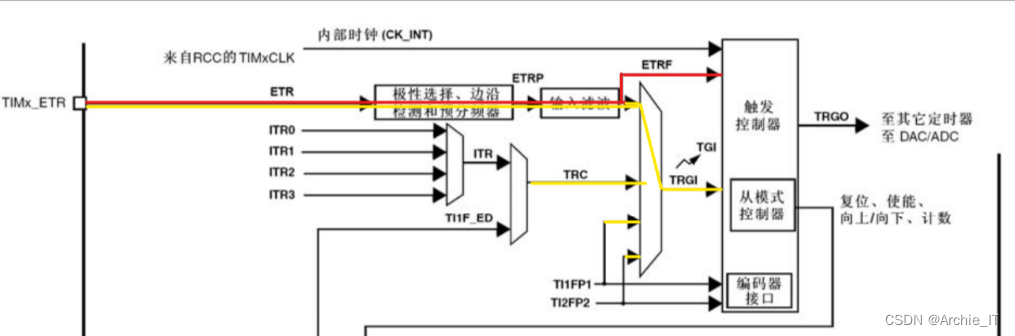 内部时钟 (CK_INT)
来自RCC的TIMxCLK
ETRP
ETRF
ETR
TIMx_ETR
极性选择、边沿
检测和预分频器
输入滤波
触发
控制器
TRGO
至其它定时器
至 DAC/ADC
ITR0
ITR1
ITR2
ITR3
ITR
TGI
TRC
TRGI
从模式
控制器
复位、使能、
向上/向下、计数
TI1F_ED
TI1FP1
TI2FP2
编码器
接口
CSDN @Archie_IT